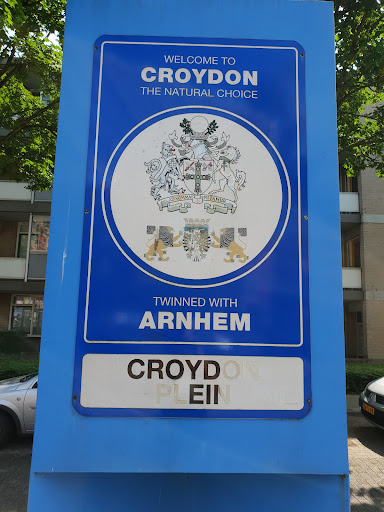 WELCOME TO
CROYDON
THE NATURAL CHOICE
TWINNED WITH
ARNHEM
CROYDON
PLEIN